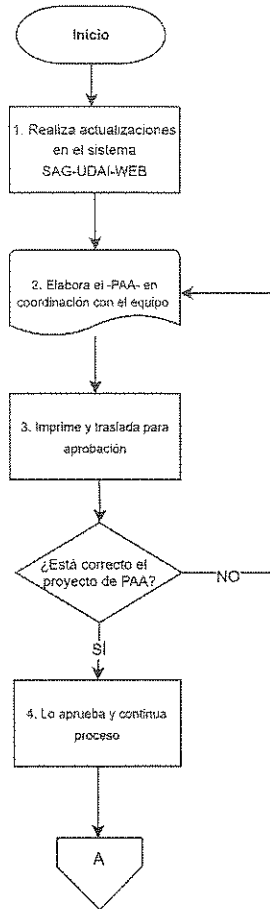 Inicio
1. Realiza actualizaciones
en el sistema
SAG-UDAI-WEB
2. Elabora el -PAA- en
coordinación con el equipo
3. Imprime y traslada para
aprobación
¿Está correcto el
proyecto de PAA?
NO
SÍ
4. Lo aprueba y continua
proceso
A